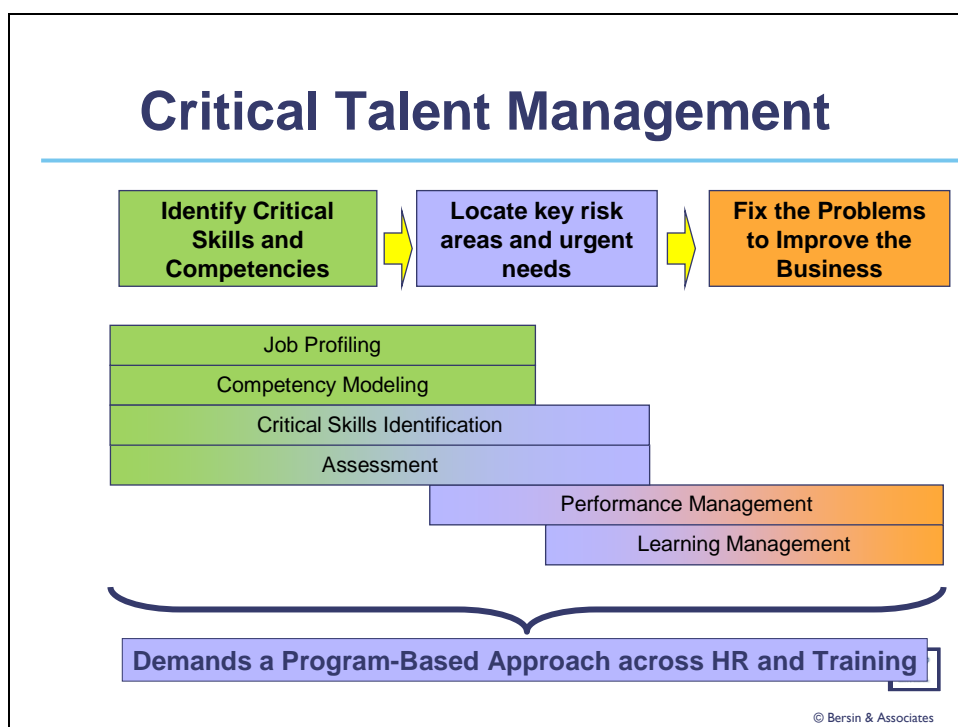 Critical Talent Management
Identify Critical
Skills and
Competencies
Locate key risk
areas and urgent
needs
Fix the Problems
to Improve the
Business
Job Profiling
Competency Modeling
Critical Skills Identification
Assessment
Performance Management
Learning Management
Demands a Program-Based Approach across HR and Training
© Bersin & Associates